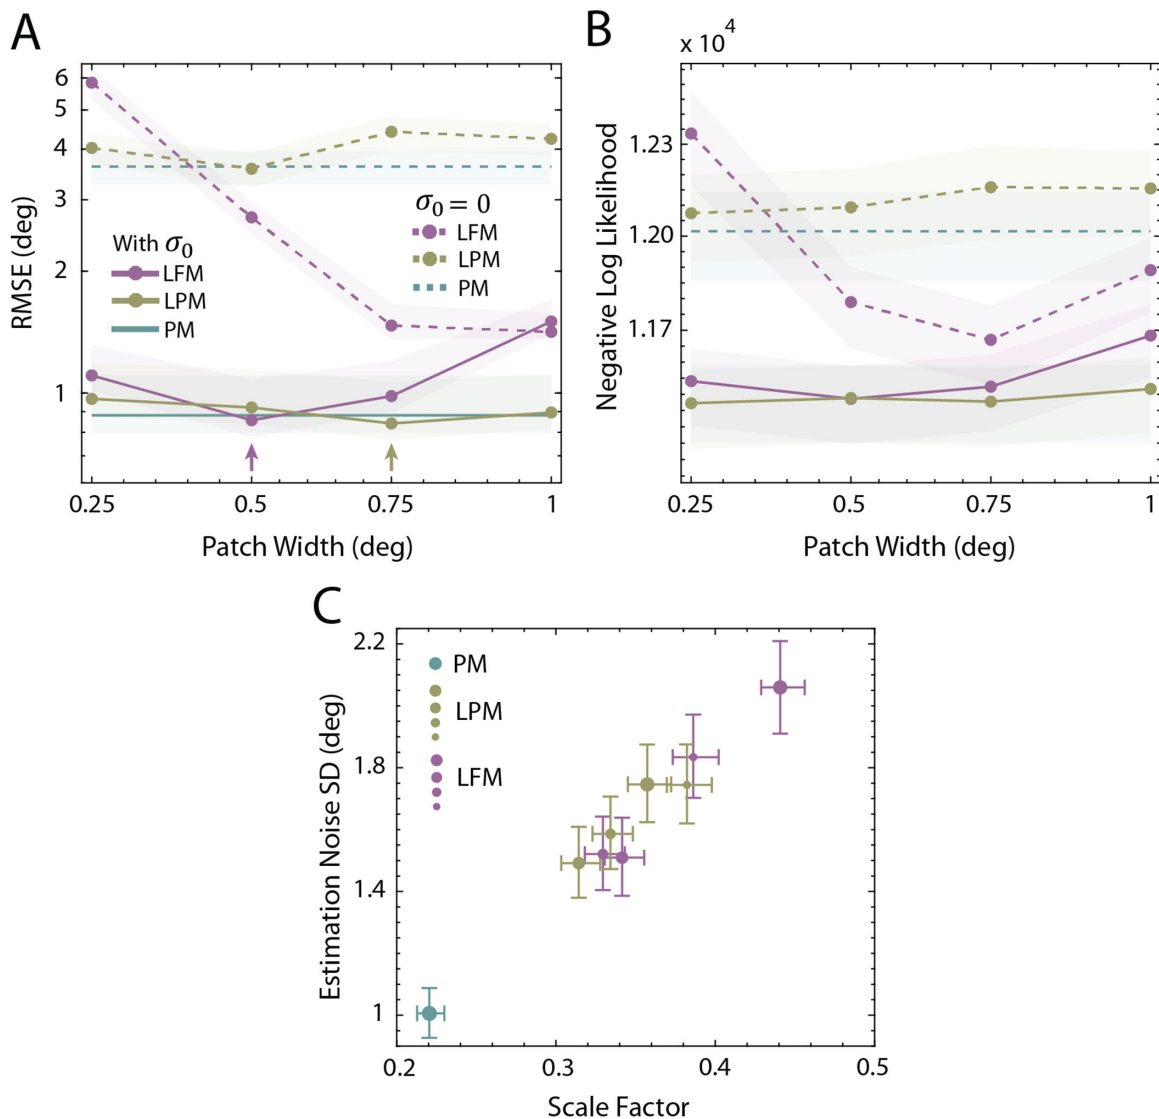 A
6
5
4
3
2
1
RMSE (deg)
With σ₀
LFM
LPM
PM
σ₀ = 0
LFM
LPM
PM
0.25
0.5
0.75
1
Patch Width (deg)
B
x 10⁴
1.23
1.20
1.17
Negative Log Likelihood
0.25
0.5
0.75
1
Patch Width (deg)
C
2.2
1.8
1.4
1
Estimation Noise SD (deg)
PM
LPM
LFM
0.2
0.3
0.4
0.5
Scale Factor